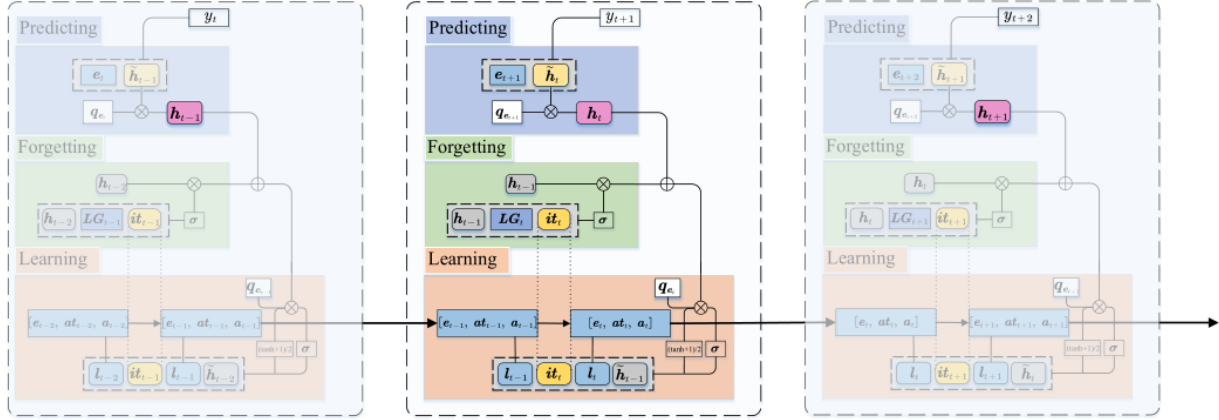 y_t
Predicting
e_t h̃_{t-1}
q_{e_t} h_{t-1}
Forgetting
h_{t-2}
h_{t-2} LG_{t-1} it_{t-1} σ
Learning
q_{e_{t-1}}
[e_{t-2}, at_{t-2}, a_{t-2}] [e_{t-1}, at_{t-1}, a_{t-1}]
(tanh+1)/2 σ
l_{t-2} it_{t-1} l_{t-1} h̃_{t-2}
y_{t+1}
Predicting
e_{t+1} h̃_t
q_{e_{t+1}} h_t
Forgetting
h_{t-1}
h_{t-1} LG_t it_t σ
Learning
q_{e_t}
[e_{t-1}, at_{t-1}, a_{t-1}] [e_t, at_t, a_t]
(tanh+1)/2 σ
l_{t-1} it_t l_t h̃_{t-1}
y_{t+2}
Predicting
e_{t+2} h̃_{t+1}
h_{t+1}
Forgetting
h_t
h_t LG_{t+1} it_{t+1} σ
Learning
[e_t, at_t, a_t] [e_{t+1}, at_{t+1}, a_{t+1}]
(tanh+1)/2 σ
l_t it_{t+1} l_{t+1} h̃_t